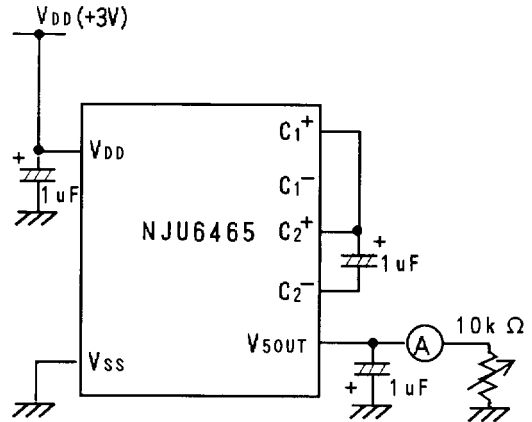 VDD (+3V)
VDD
+
1uF
C1+
C1−
NJU6465
C2+
+
1uF
C2−
V5OUT
A
10kΩ
VSS
+
1uF